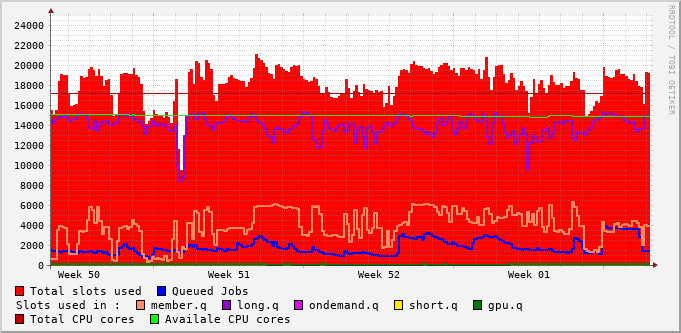 RRDTOOL / TOBI OETIKER
24000
22000
20000
18000
16000
14000
12000
10000
8000
6000
4000
2000
0
Week 50 Week 51 Week 52 Week 01
Total slots used Queued Jobs
Slots used in : member.q long.q ondemand.q short.q gpu.q
Total CPU cores Availale CPU cores